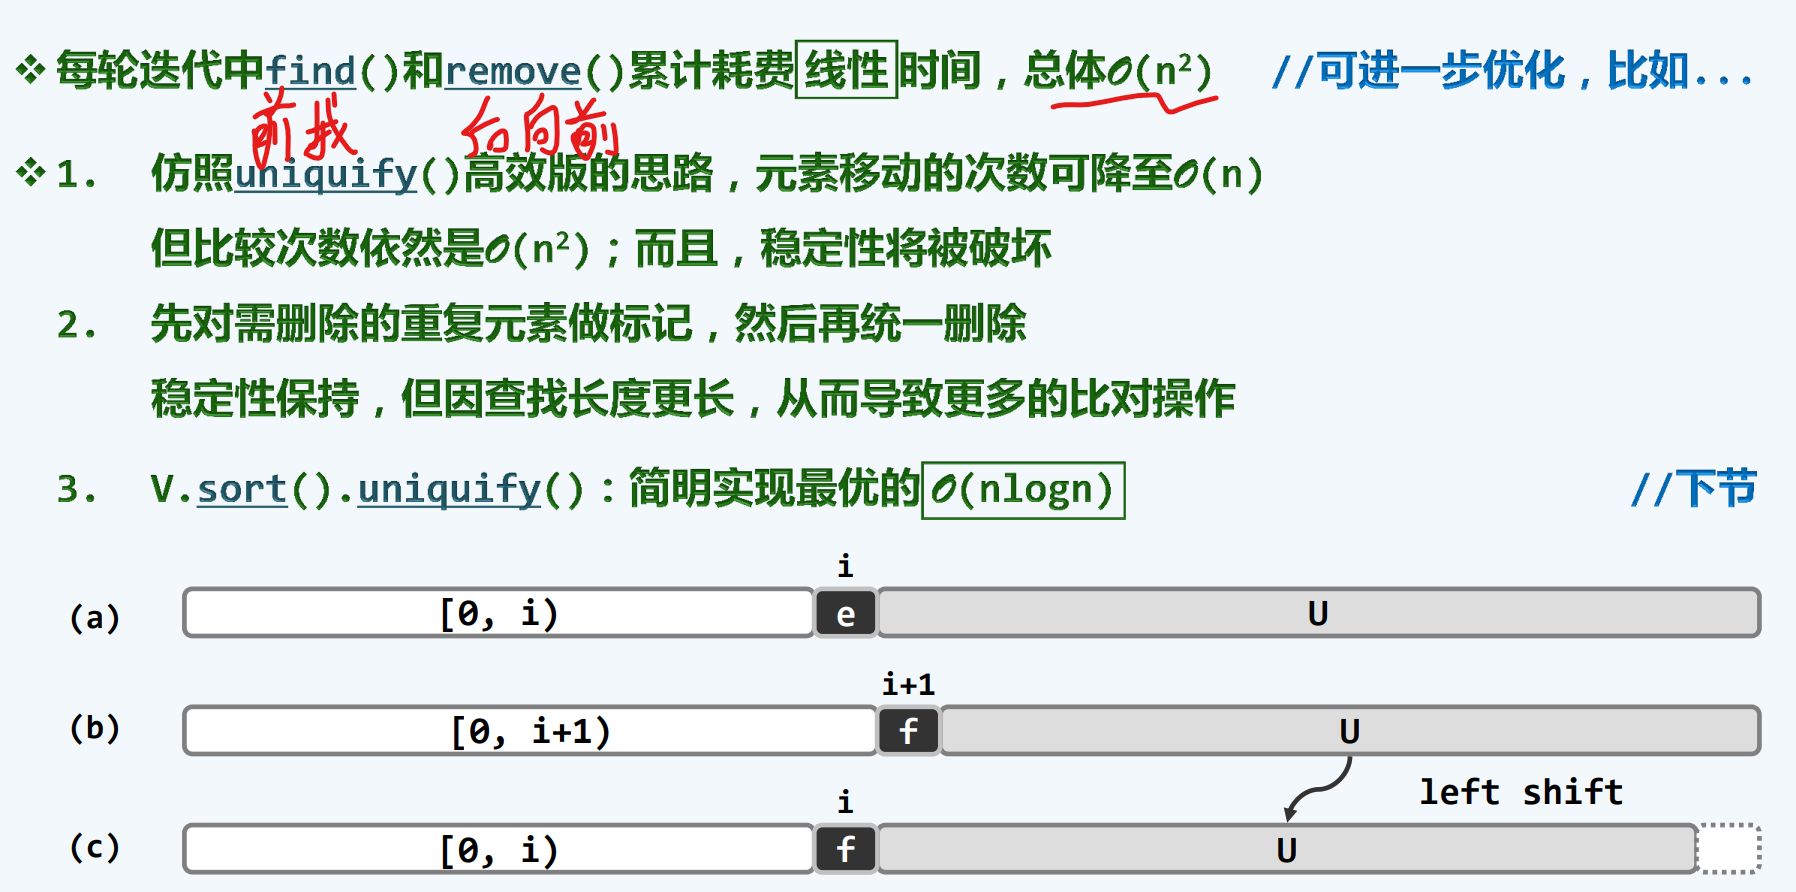 ❖ 每轮迭代中find()和remove()累计耗费线性时间，总体O(n²) //可进一步优化，比如...
前找 后向前
❖ 1. 仿照uniquify()高效版的思路，元素移动的次数可降至O(n)
但比较次数依然是O(n²)；而且，稳定性将被破坏
2. 先对需删除的重复元素做标记，然后再统一删除
稳定性保持，但因查找长度更长，从而导致更多的比对操作
3. V.sort().uniquify()：简明实现最优的O(nlogn) //下节
i
(a) [0, i) e U
i+1
(b) [0, i+1) f U
left shift
i
(c) [0, i) f U